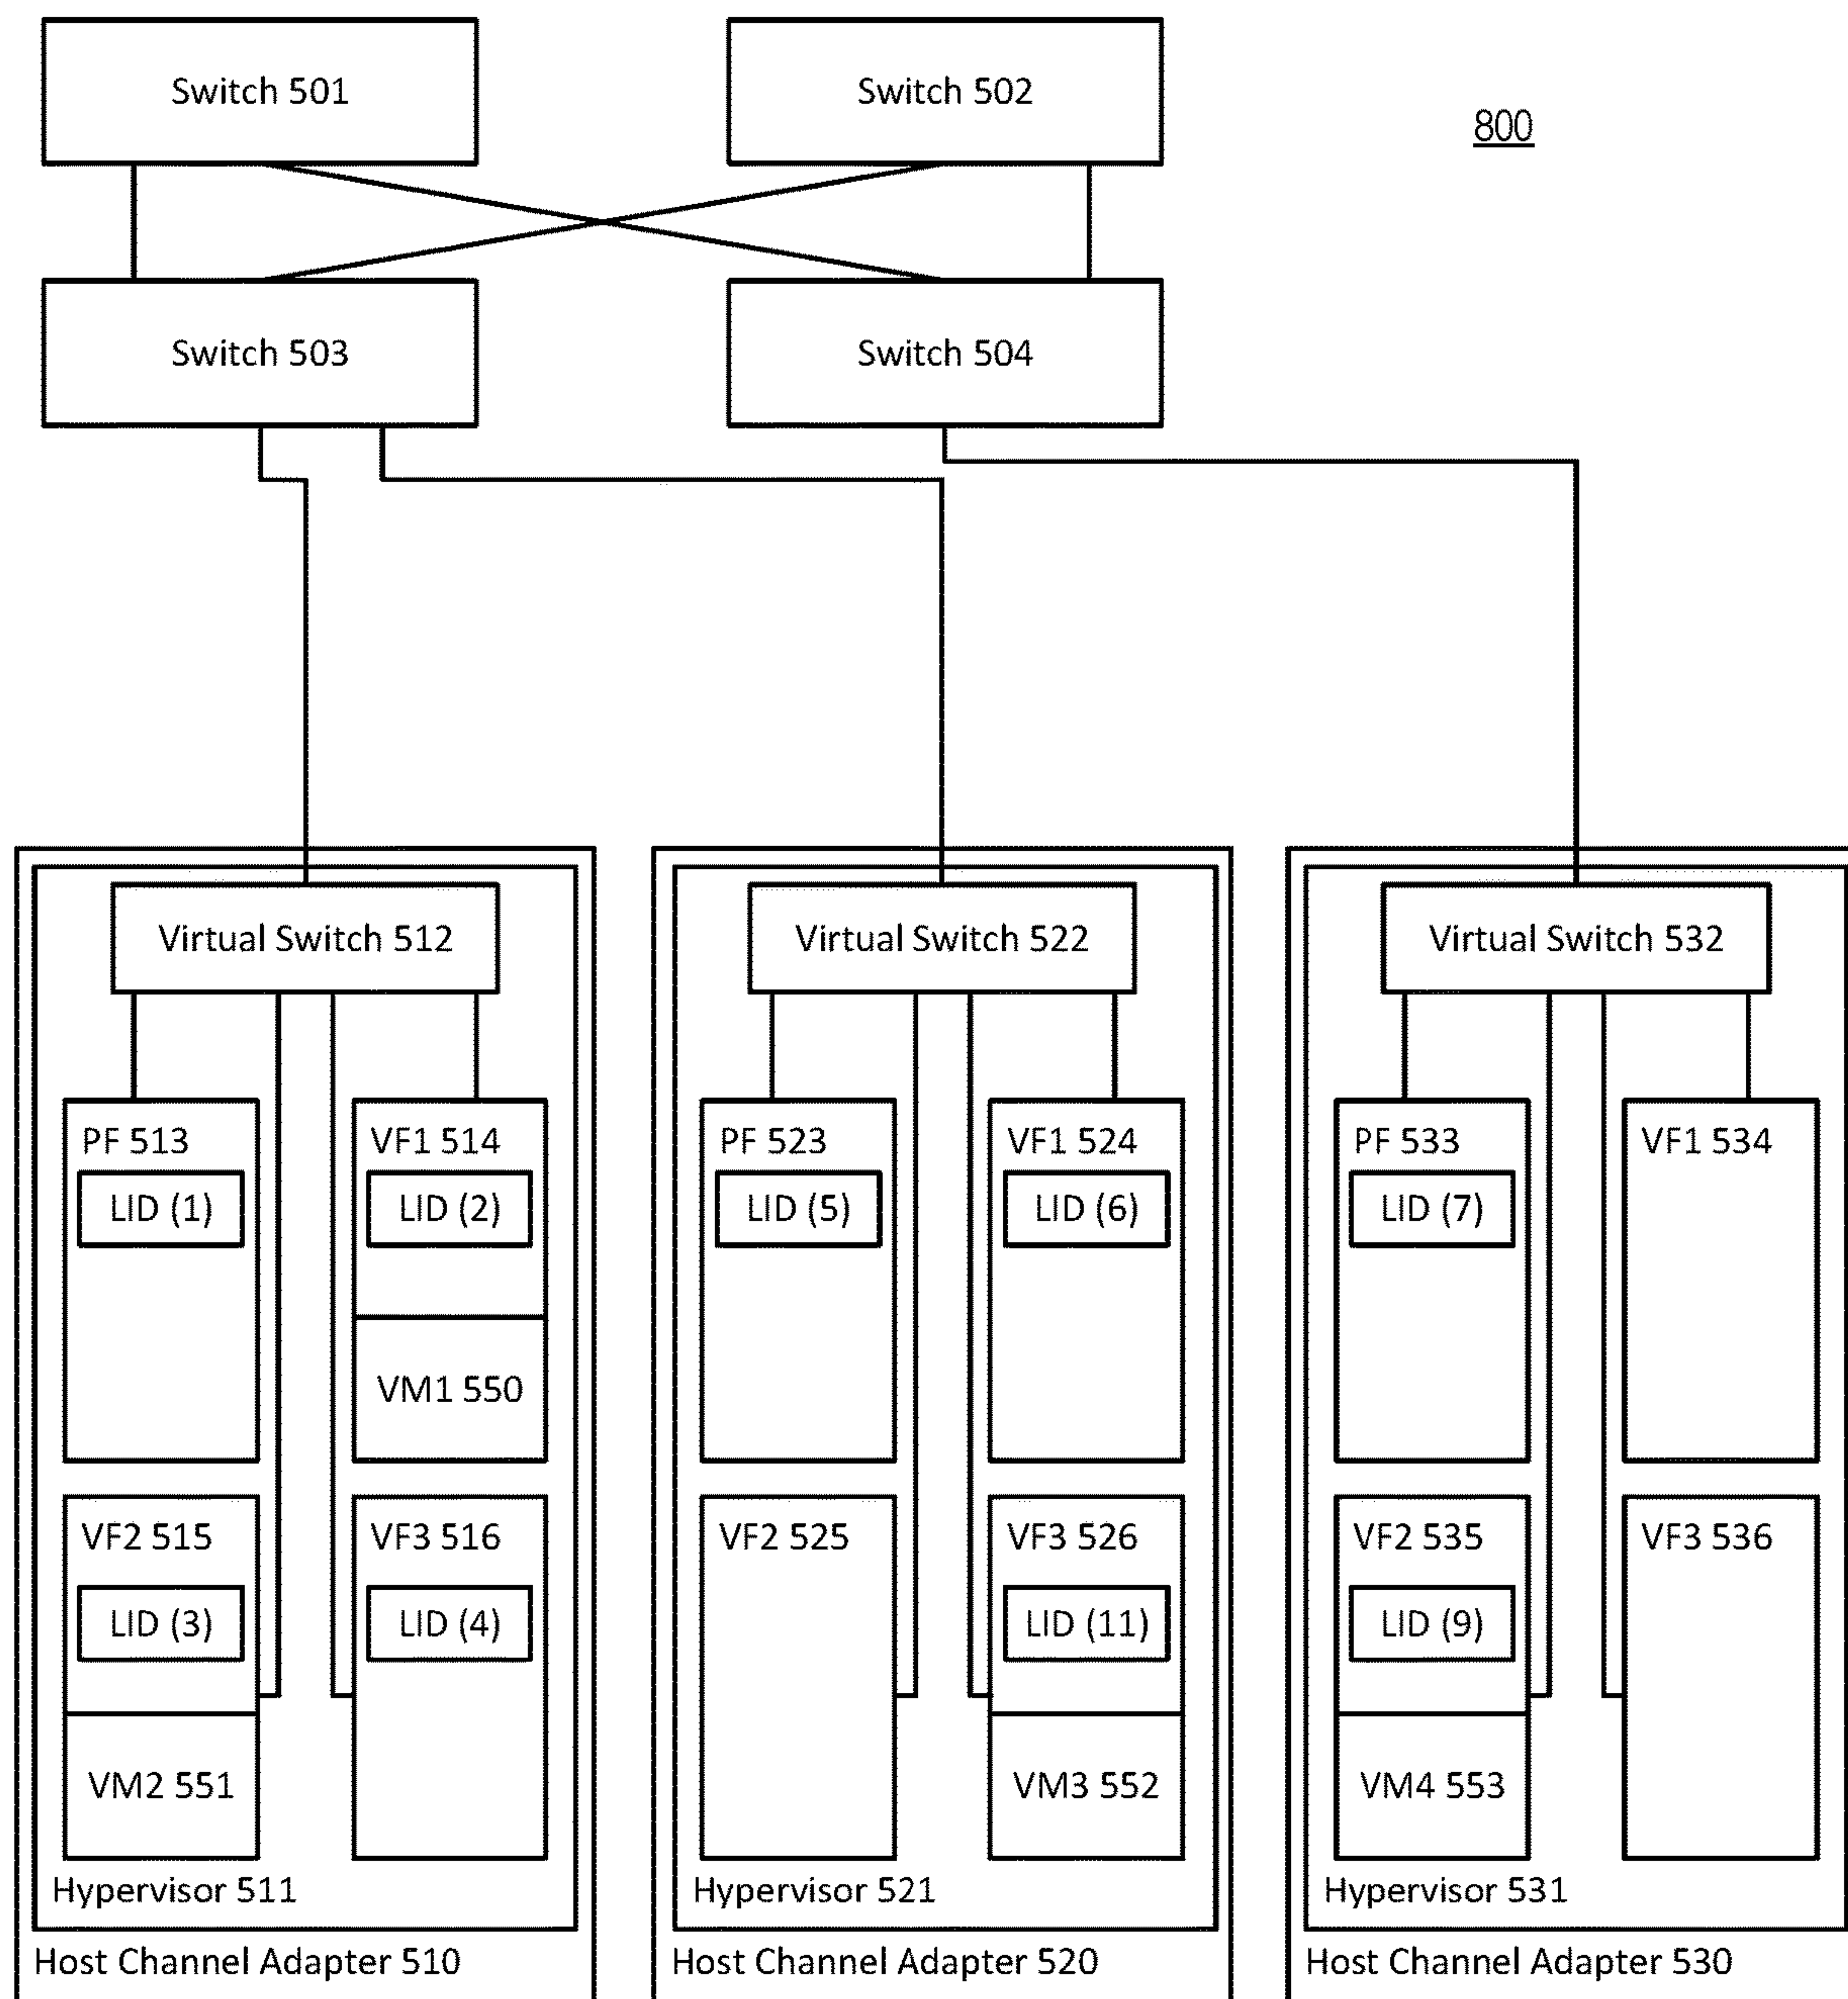 Switch 501
Switch 502
800
Switch 503
Switch 504
Virtual Switch 512
Virtual Switch 522
Virtual Switch 532
PF 513
LID (1)
VF1 514
LID (2)
VM1 550
VF2 515
LID (3)
VM2 551
VF3 516
LID (4)
Hypervisor 511
Host Channel Adapter 510
PF 523
LID (5)
VF1 524
LID (6)
VF2 525
VF3 526
LID (11)
VM3 552
Hypervisor 521
Host Channel Adapter 520
PF 533
LID (7)
VF1 534
VF2 535
LID (9)
VM4 553
VF3 536
Hypervisor 531
Host Channel Adapter 530